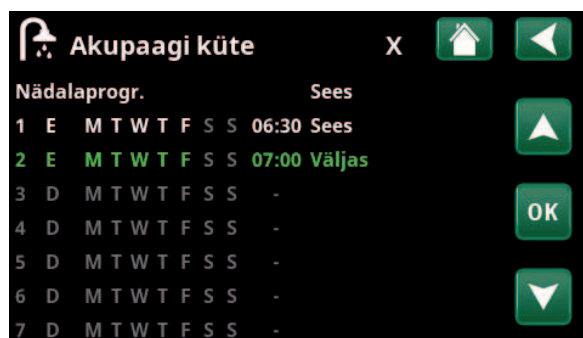 Akupaagi küte X
Nädalaprogr. Sees
1 E M T W T F S S 06:30 Sees
2 E M T W T F S S 07:00 Väljas
3 D M T W T F S S -
4 D M T W T F S S -
OK
5 D M T W T F S S -
6 D M T W T F S S -
7 D M T W T F S S -